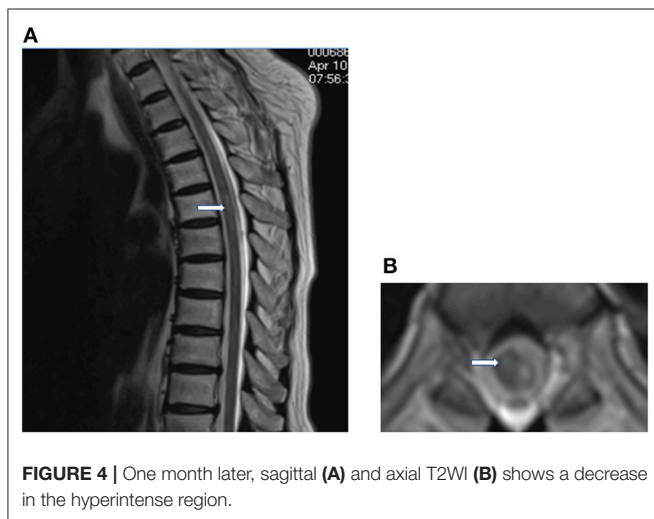 A
000686
Apr 10
07:56:3
B
FIGURE 4 | One month later, sagittal (A) and axial T2WI (B) shows a decrease
in the hyperintense region.